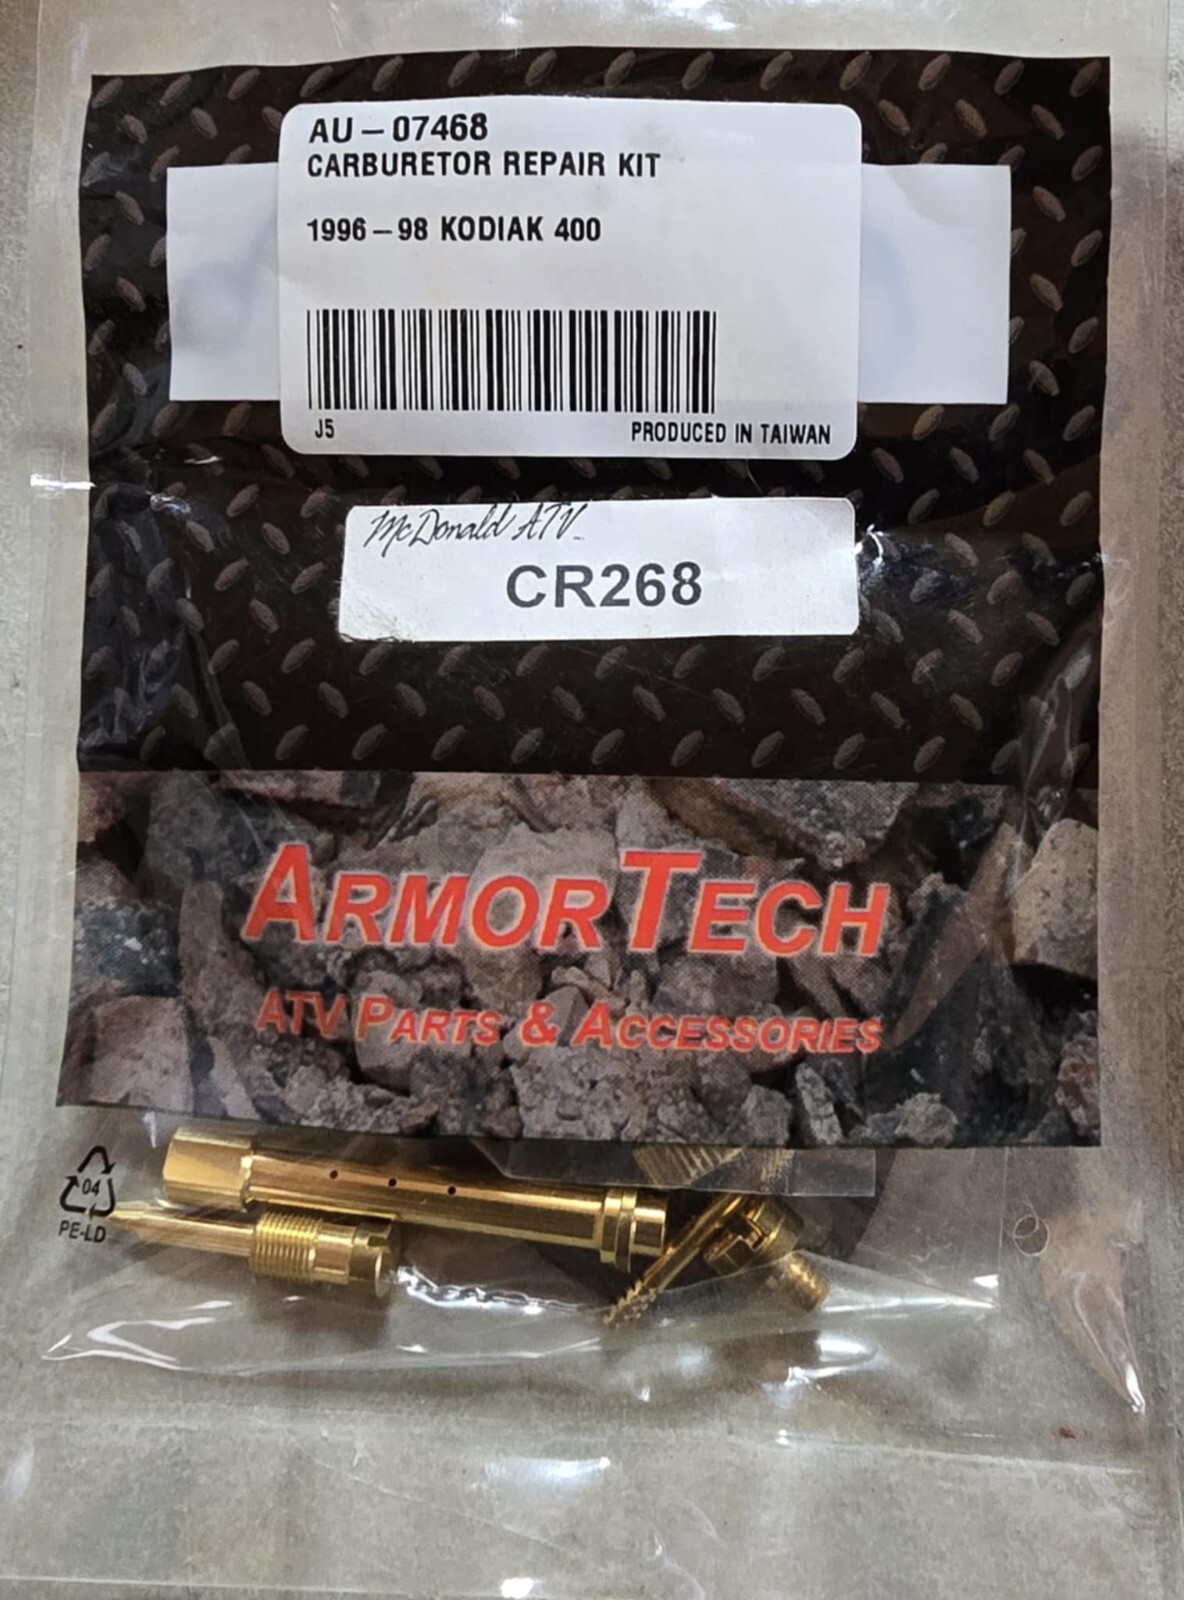 AU-07468
CARBURETOR REPAIR KIT
1996-98 KODIAK 400
J5
PRODUCED IN TAIWAN
McDonald ATV
CR268
ARMORTECH
ATV PARTS & ACCESSORIES
04
PE-LD